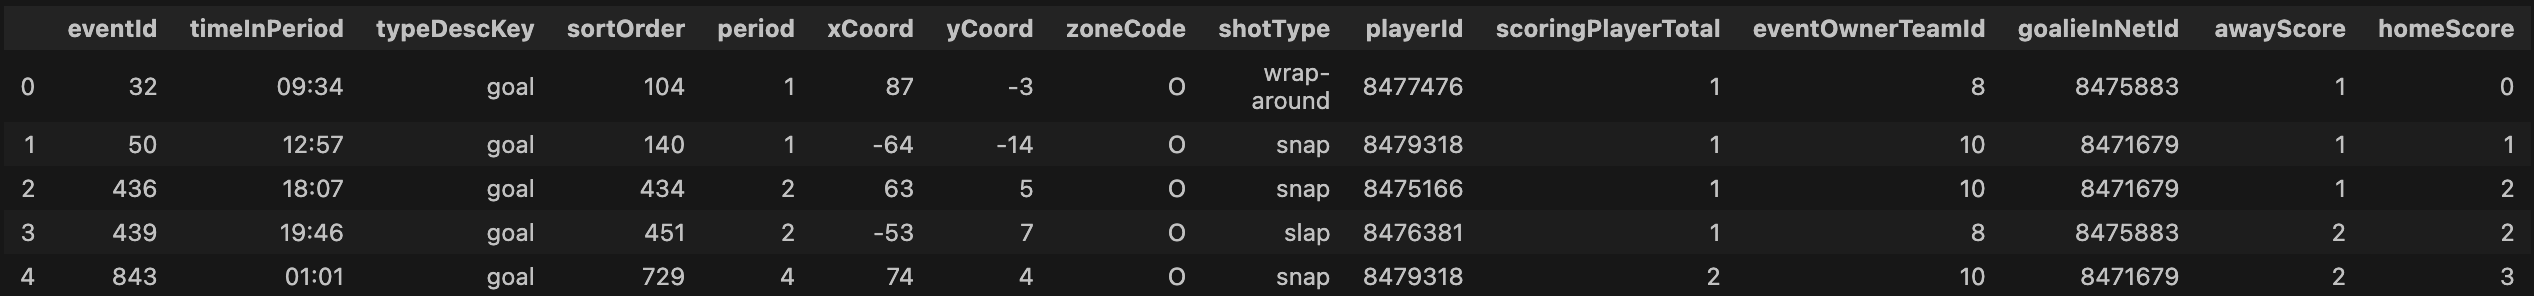 eventId timeInPeriod typeDescKey sortOrder period xCoord yCoord zoneCode shotType playerId scoringPlayerTotal eventOwnerTeamId goalieInNetId awayScore homeScore
0 32 09:34 goal 104 1 87 -3 O wrap-around 8477476 1 8 8475883 1 0
1 50 12:57 goal 140 1 -64 -14 O snap 8479318 1 10 8471679 1 1
2 436 18:07 goal 434 2 63 5 O snap 8475166 1 10 8471679 1 2
3 439 19:46 goal 451 2 -53 7 O slap 8476381 1 8 8475883 2 2
4 843 01:01 goal 729 4 74 4 O snap 8479318 2 10 8471679 2 3